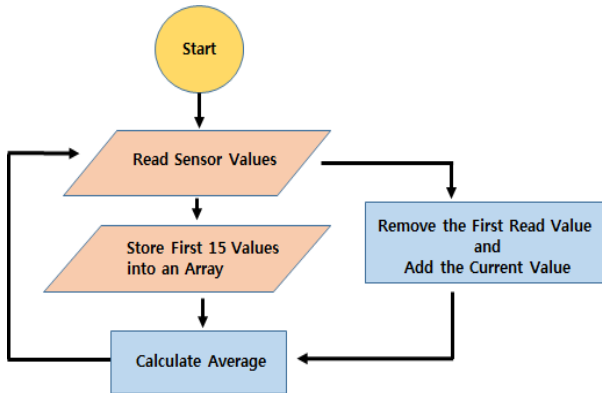 Start
Read Sensor Values
Store First 15 Values
into an Array
Remove the First Read Value
and
Add the Current Value
Calculate Average